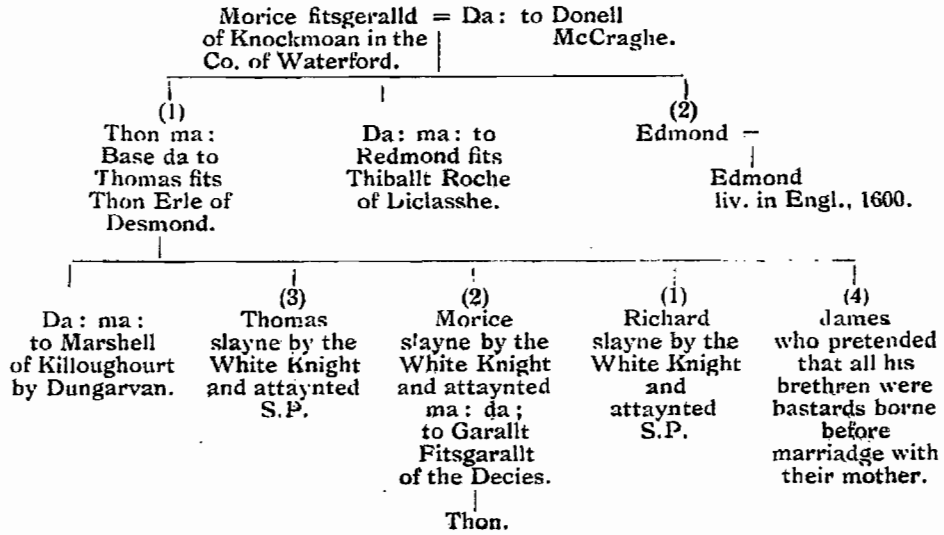 Morice fitsgeralld = Da: to Donell
of Knockmoan in the McCraghe.
Co. of Waterford.
(1)
Thon ma:
Base da to
Thomas fits
Thon Erle of
Desmond.
Da: ma: to
Redmond fits
Thiballt Roche
of Liclasshe.
(2)
Edmond =
Edmond
liv. in Engl., 1600.
Da: ma:
to Marshell
of Killoughourt
by Dungarvan.
(3)
Thomas
slayne by the
White Knight
and attaynted
S.P.
(2)
Morice
slayne by the
White Knight
and attaynted
ma: da;
to Garallt
Fitsgarallt
of the Decies.
Thon.
(1)
Richard
slayne by the
White Knight
and
attaynted
S.P.
(4)
James
who pretended
that all his
brethren were
bastards borne
before
marriadge with
their mother.